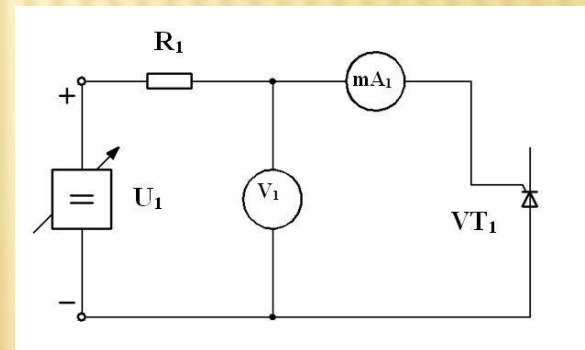 R₁
mA₁
+
=
U₁
V₁
VT₁
−